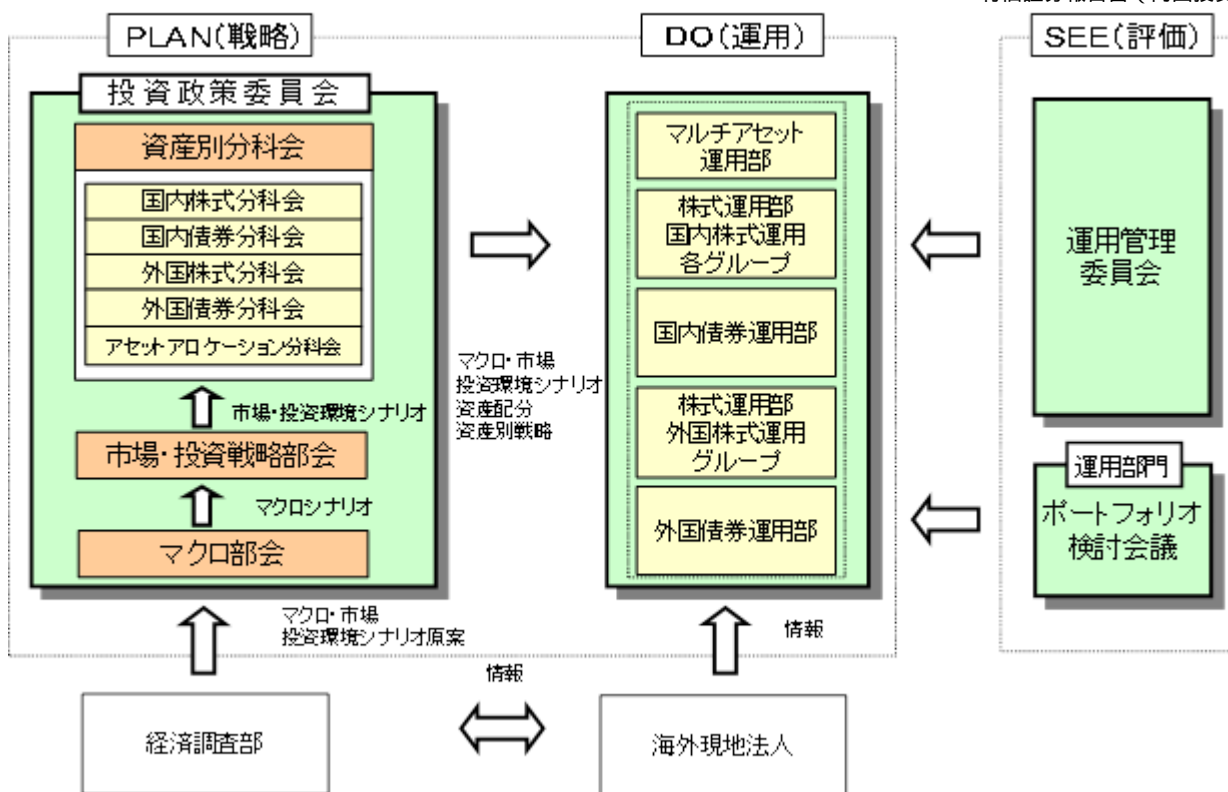 PLAN(戦略)
DO(運用)
SEE(評価)
投資政策委員会
資産別分科会
国内株式分科会
国内債券分科会
外国株式分科会
外国債券分科会
アセットアロケーション分科会
市場・投資環境シナリオ
市場・投資戦略部会
マクロシナリオ
マクロ部会
マクロ・市場
投資環境シナリオ
資産配分
資産別戦略
マルチアセット
運用部
株式運用部
国内株式運用
各グループ
国内債券運用部
株式運用部
外国株式運用
グループ
外国債券運用部
運用管理
委員会
運用部門
ポートフォリオ
検討会議
マクロ・市場
投資環境シナリオ原案
情報
情報
経済調査部
海外現地法人